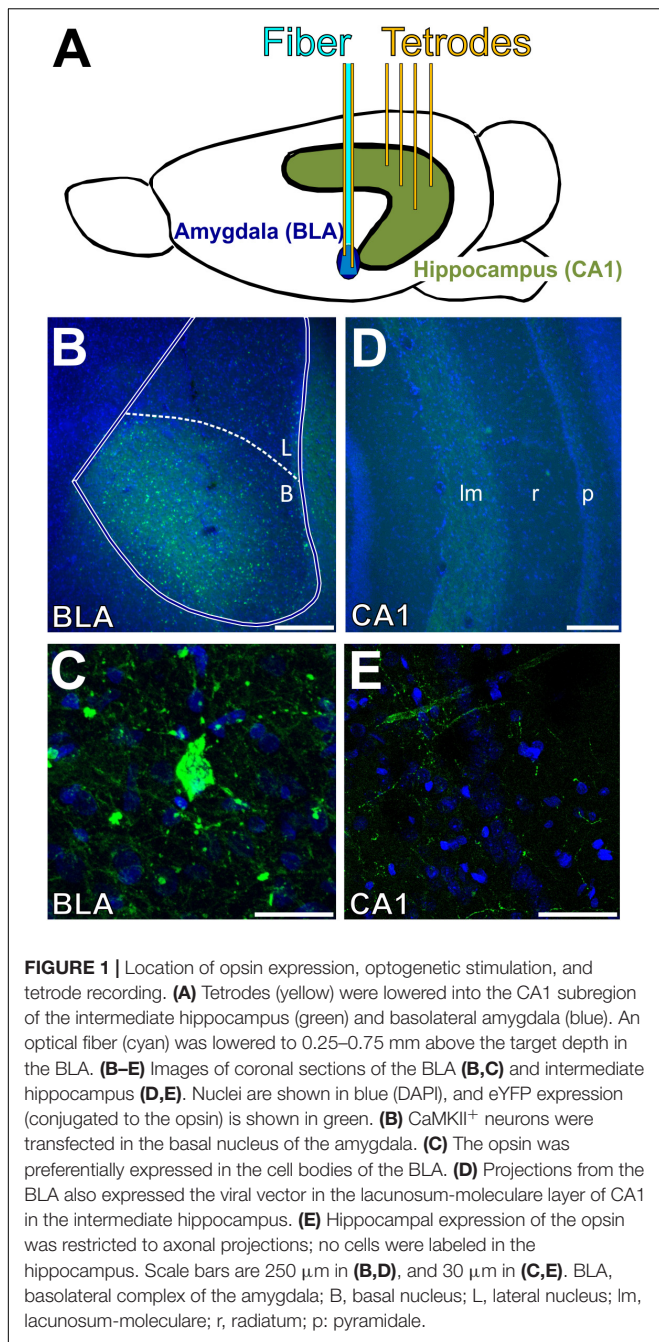 A
Fiber Tetrodes
Amygdala (BLA)
Hippocampus (CA1)
B
L
B
BLA
D
lm r p
CA1
C
BLA
E
CA1
FIGURE 1 | Location of opsin expression, optogenetic stimulation, and
tetrode recording. (A) Tetrodes (yellow) were lowered into the CA1 subregion
of the intermediate hippocampus (green) and basolateral amygdala (blue). An
optical fiber (cyan) was lowered to 0.25–0.75 mm above the target depth in
the BLA. (B–E) Images of coronal sections of the BLA (B,C) and intermediate
hippocampus (D,E). Nuclei are shown in blue (DAPI), and eYFP expression
(conjugated to the opsin) is shown in green. (B) CaMKII+ neurons were
transfected in the basal nucleus of the amygdala. (C) The opsin was
preferentially expressed in the cell bodies of the BLA. (D) Projections from the
BLA also expressed the viral vector in the lacunosum-moleculare layer of CA1
in the intermediate hippocampus. (E) Hippocampal expression of the opsin
was restricted to axonal projections; no cells were labeled in the
hippocampus. Scale bars are 250 μm in (B,D), and 30 μm in (C,E). BLA,
basolateral complex of the amygdala; B, basal nucleus; L, lateral nucleus; lm,
lacunosum-moleculare; r, radiatum; p: pyramidale.